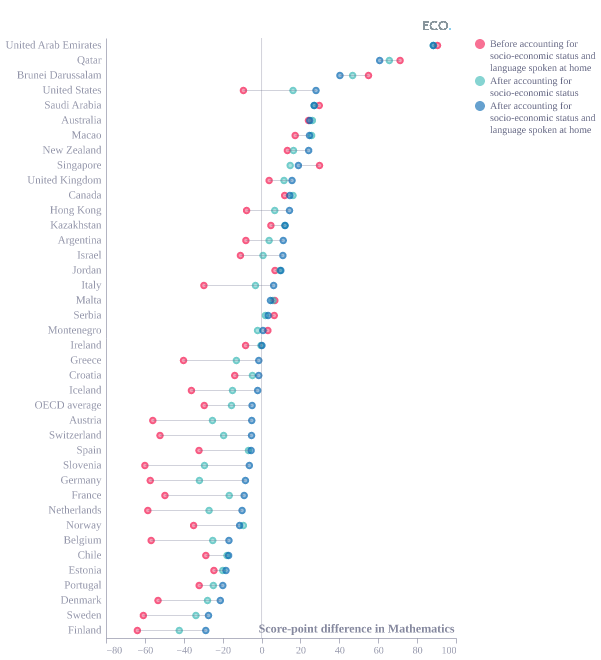 ECO.
Before accounting for
socio-economic status and
language spoken at home
After accounting for
socio-economic status
After accounting for
socio-economic status and
language spoken at home
United Arab Emirates
Qatar
Brunei Darussalam
United States
Saudi Arabia
Australia
Macao
New Zealand
Singapore
United Kingdom
Canada
Hong Kong
Kazakhstan
Argentina
Israel
Jordan
Italy
Malta
Serbia
Montenegro
Ireland
Greece
Croatia
Iceland
OECD average
Austria
Switzerland
Spain
Slovenia
Germany
France
Netherlands
Norway
Belgium
Chile
Estonia
Portugal
Denmark
Sweden
Finland
Score-point difference in Mathematics
−80 −60 −40 −20 0 20 40 60 80 100